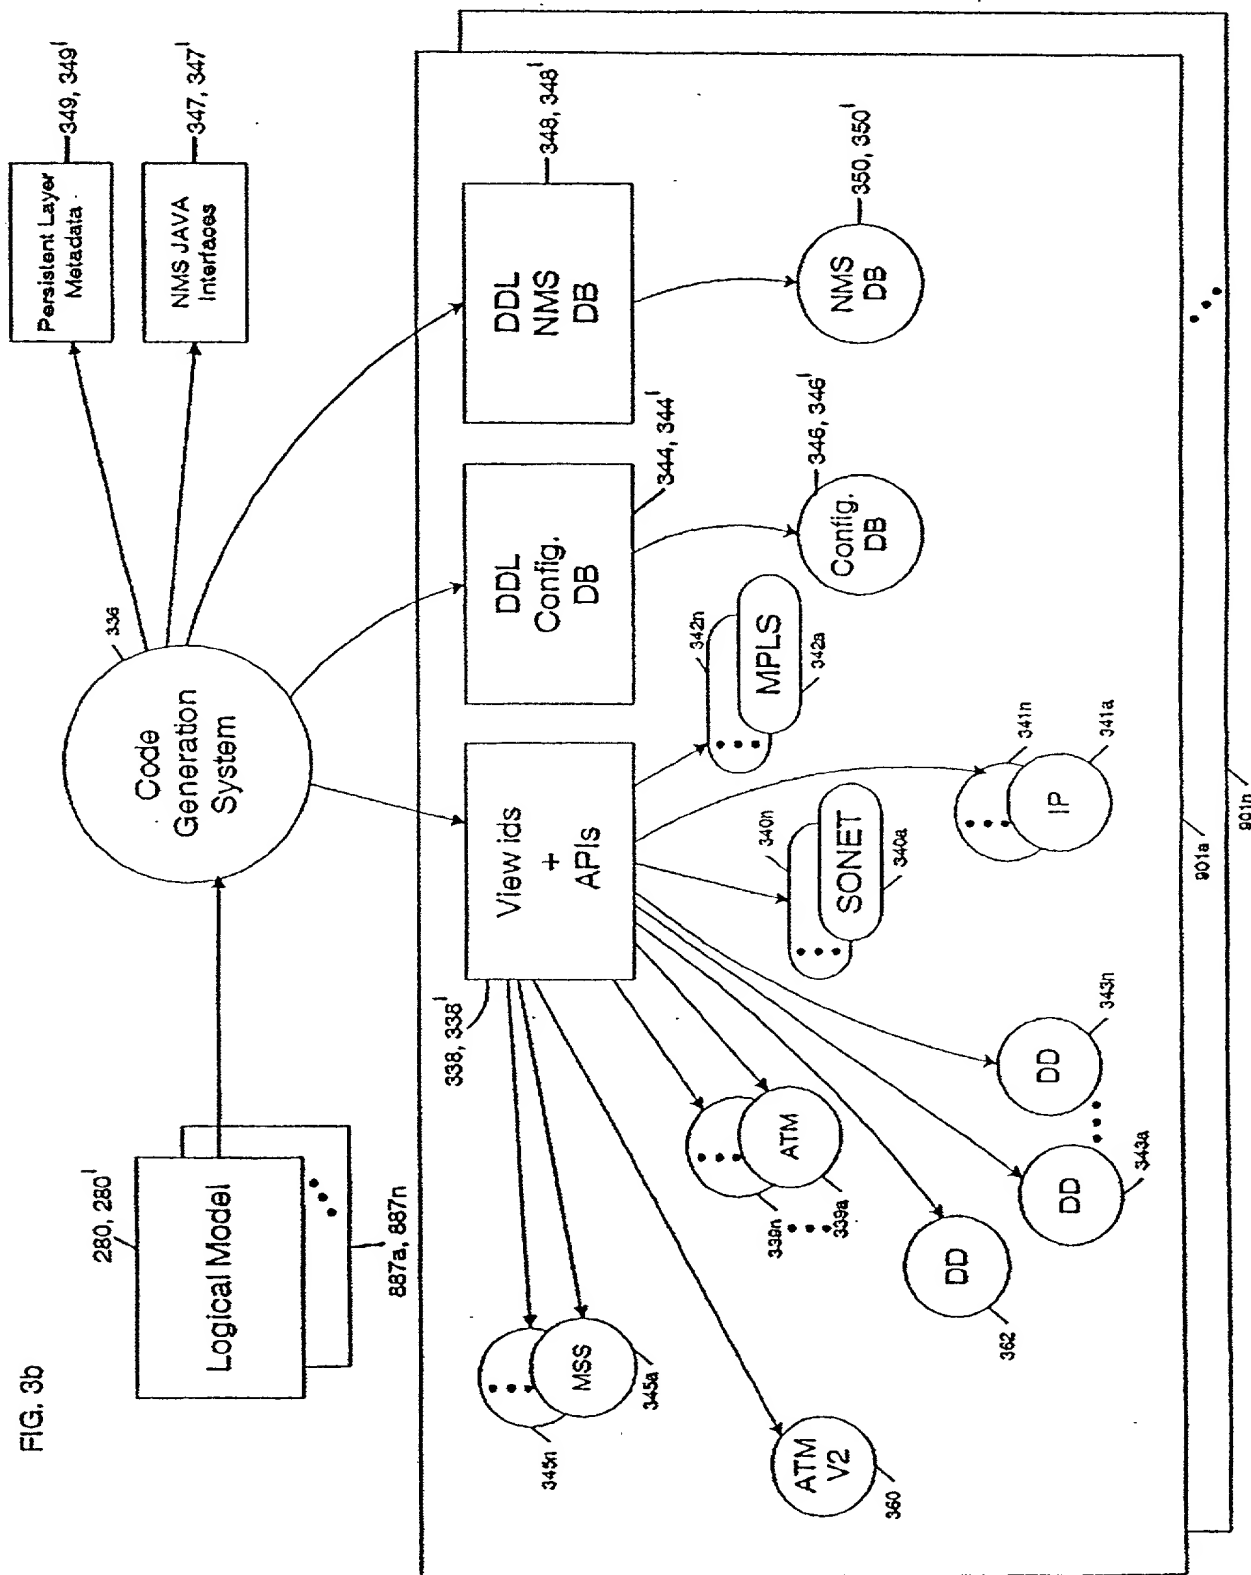 FIG. 3b
280, 280'
Logical Model
887a, 887n
336
Code
Generation
System
Persistent Layer
Metadata
349, 349'
NMS JAVA
Interfaces
347, 347'
338, 338'
View ids
+
APIs
DDL
Config.
DB
344, 344'
DDL
NMS
DB
348, 348'
345n
MSS
345a
ATM
V2
360
339n
ATM
339a
DD
362
DD
343a
DD
343n
340n
SONET
340a
342n
MPLS
342a
341n
IP
341a
Config.
DB
346, 346'
NMS
DB
350, 350'
901a
901n